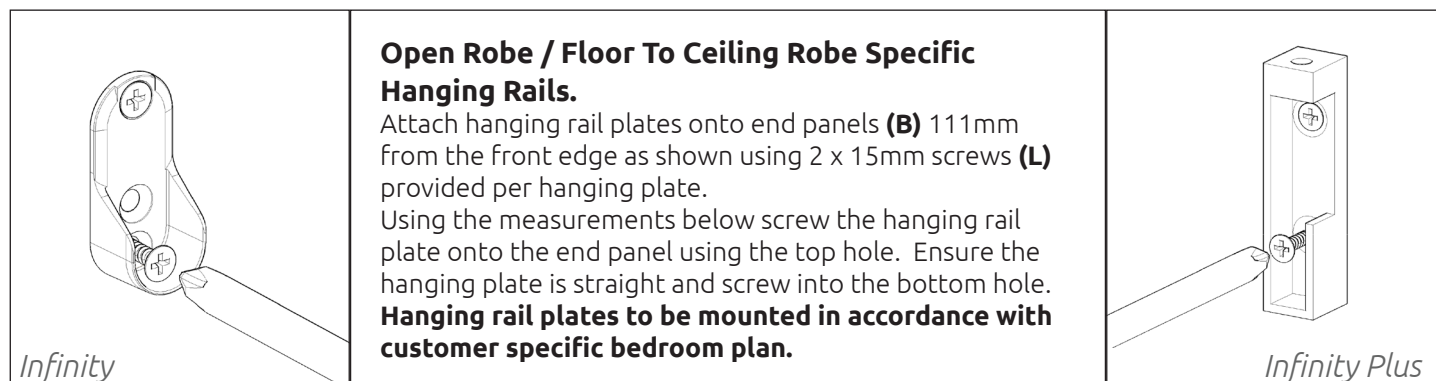 Open Robe / Floor To Ceiling Robe Specific
Hanging Rails.
Attach hanging rail plates onto end panels (B) 111mm
from the front edge as shown using 2 x 15mm screws (L)
provided per hanging plate.
Using the measurements below screw the hanging rail
plate onto the end panel using the top hole.  Ensure the
hanging plate is straight and screw into the bottom hole.
Hanging rail plates to be mounted in accordance with
customer specific bedroom plan.
Infinity
Infinity Plus